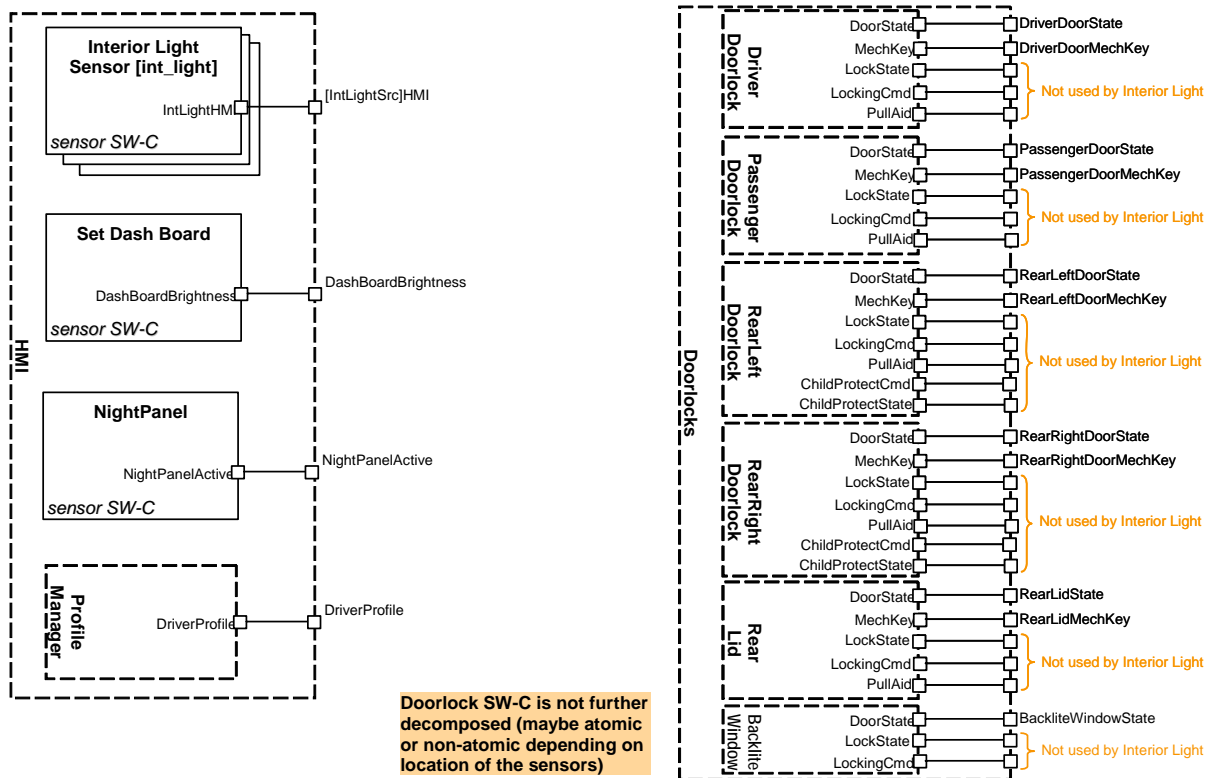 HMI
Interior Light
Sensor [int_light]
IntLightHMI
sensor SW-C
[IntLightSrc]HMI
Set Dash Board
DashBoardBrightness
sensor SW-C
DashBoardBrightness
NightPanel
NightPanelActive
sensor SW-C
NightPanelActive
Profile
Manager
DriverProfile
DriverProfile
Doorlock SW-C is not further
decomposed (maybe atomic
or non-atomic depending on
location of the sensors)
Doorlocks
Driver
Doorlock
DoorState
MechKey
LockState
LockingCmd
PullAid
DriverDoorState
DriverDoorMechKey
Not used by Interior Light
Passenger
Doorlock
DoorState
MechKey
LockState
LockingCmd
PullAid
PassengerDoorState
PassengerDoorMechKey
Not used by Interior Light
RearLeft
Doorlock
DoorState
MechKey
LockState
LockingCmd
PullAid
ChildProtectCmd
ChildProtectState
RearLeftDoorState
RearLeftDoorMechKey
Not used by Interior Light
RearRight
Doorlock
DoorState
MechKey
LockState
LockingCmd
PullAid
ChildProtectCmd
ChildProtectState
RearRightDoorState
RearRightDoorMechKey
Not used by Interior Light
Rear
Lid
DoorState
MechKey
LockState
LockingCmd
PullAid
RearLidState
RearLidMechKey
Not used by Interior Light
Backlite
Window
DoorState
LockState
LockingCmd
BackliteWindowState
Not used by Interior Light